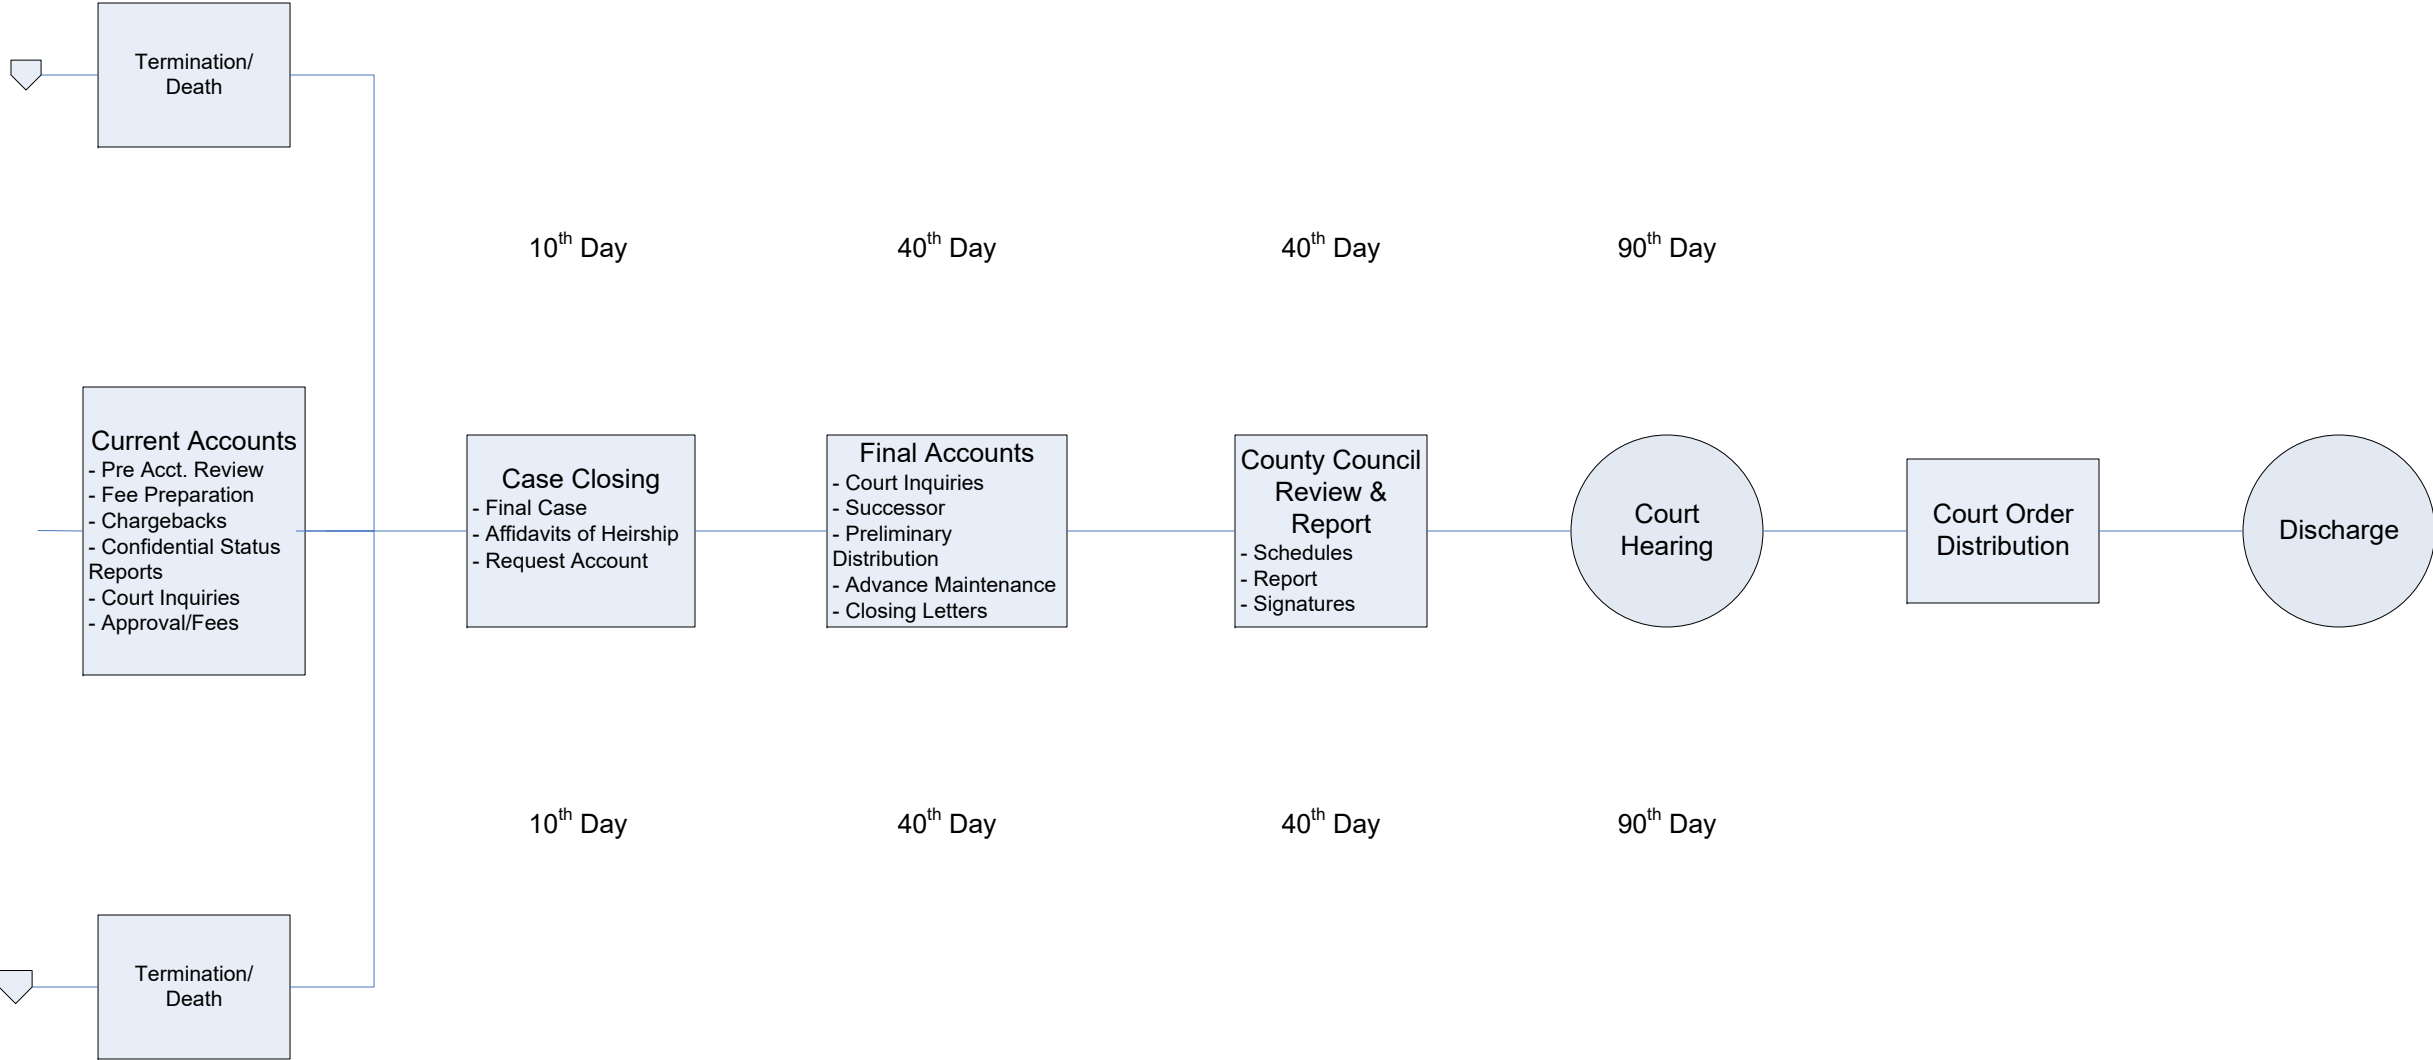 Termination/
Death
10th Day
40th Day
40th Day
90th Day
Current Accounts
- Pre Acct. Review
- Fee Preparation
- Chargebacks
- Confidential Status
Reports
- Court Inquiries
- Approval/Fees
Case Closing
- Final Case
- Affidavits of Heirship
- Request Account
Final Accounts
- Court Inquiries
- Successor
- Preliminary
Distribution
- Advance Maintenance
- Closing Letters
County Council
Review &
Report
- Schedules
- Report
- Signatures
Court
Hearing
Court Order
Distribution
Discharge
10th Day
40th Day
40th Day
90th Day
Termination/
Death